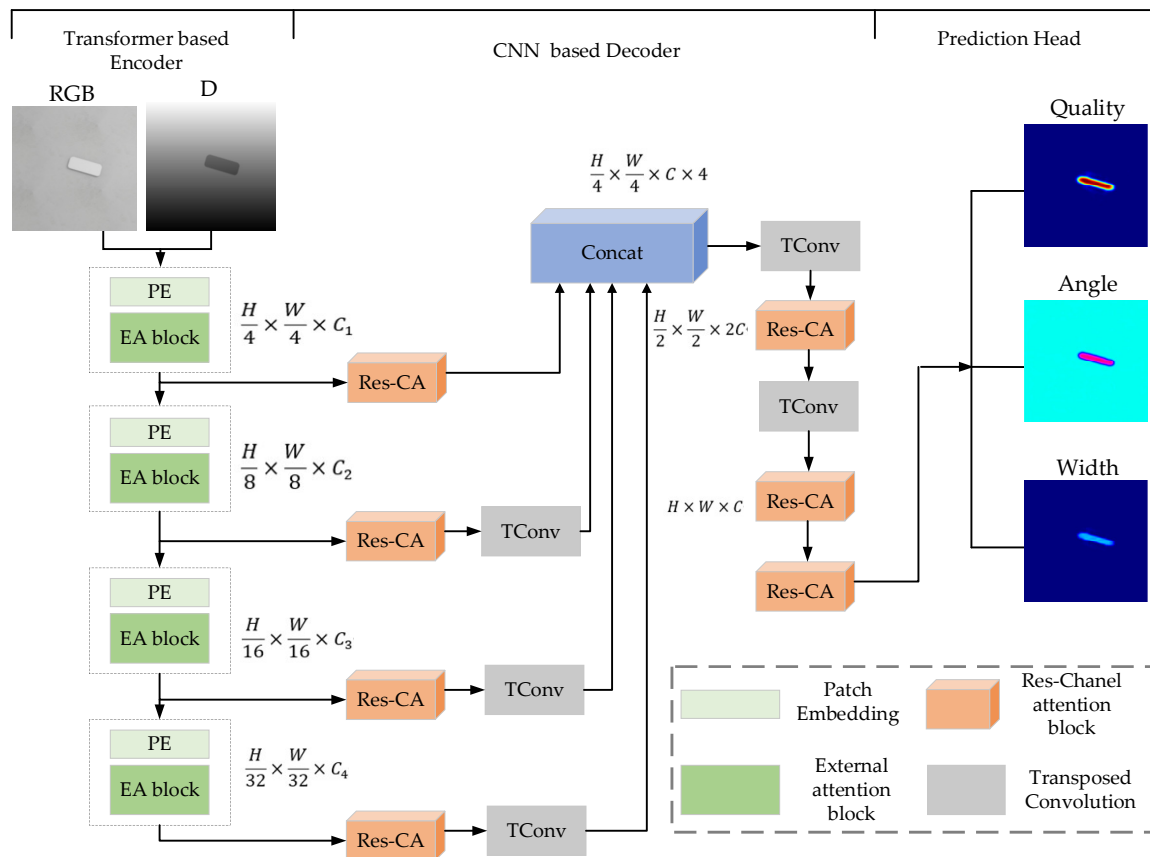 Transformer based
Encoder
CNN based Decoder
Prediction Head
RGB
D
PE
EA block
H/4 × W/4 × C₁
Res-CA
PE
EA block
H/8 × W/8 × C₂
Res-CA
TConv
PE
EA block
H/16 × W/16 × C₃
Res-CA
TConv
PE
EA block
H/32 × W/32 × C₄
Res-CA
TConv
H/4 × W/4 × C × 4
Concat
TConv
H/2 × W/2 × 2C
Res-CA
TConv
H × W × C
Res-CA
Res-CA
Quality
Angle
Width
Patch
Embedding
Res-Chanel
attention
block
External
attention
block
Transposed
Convolution